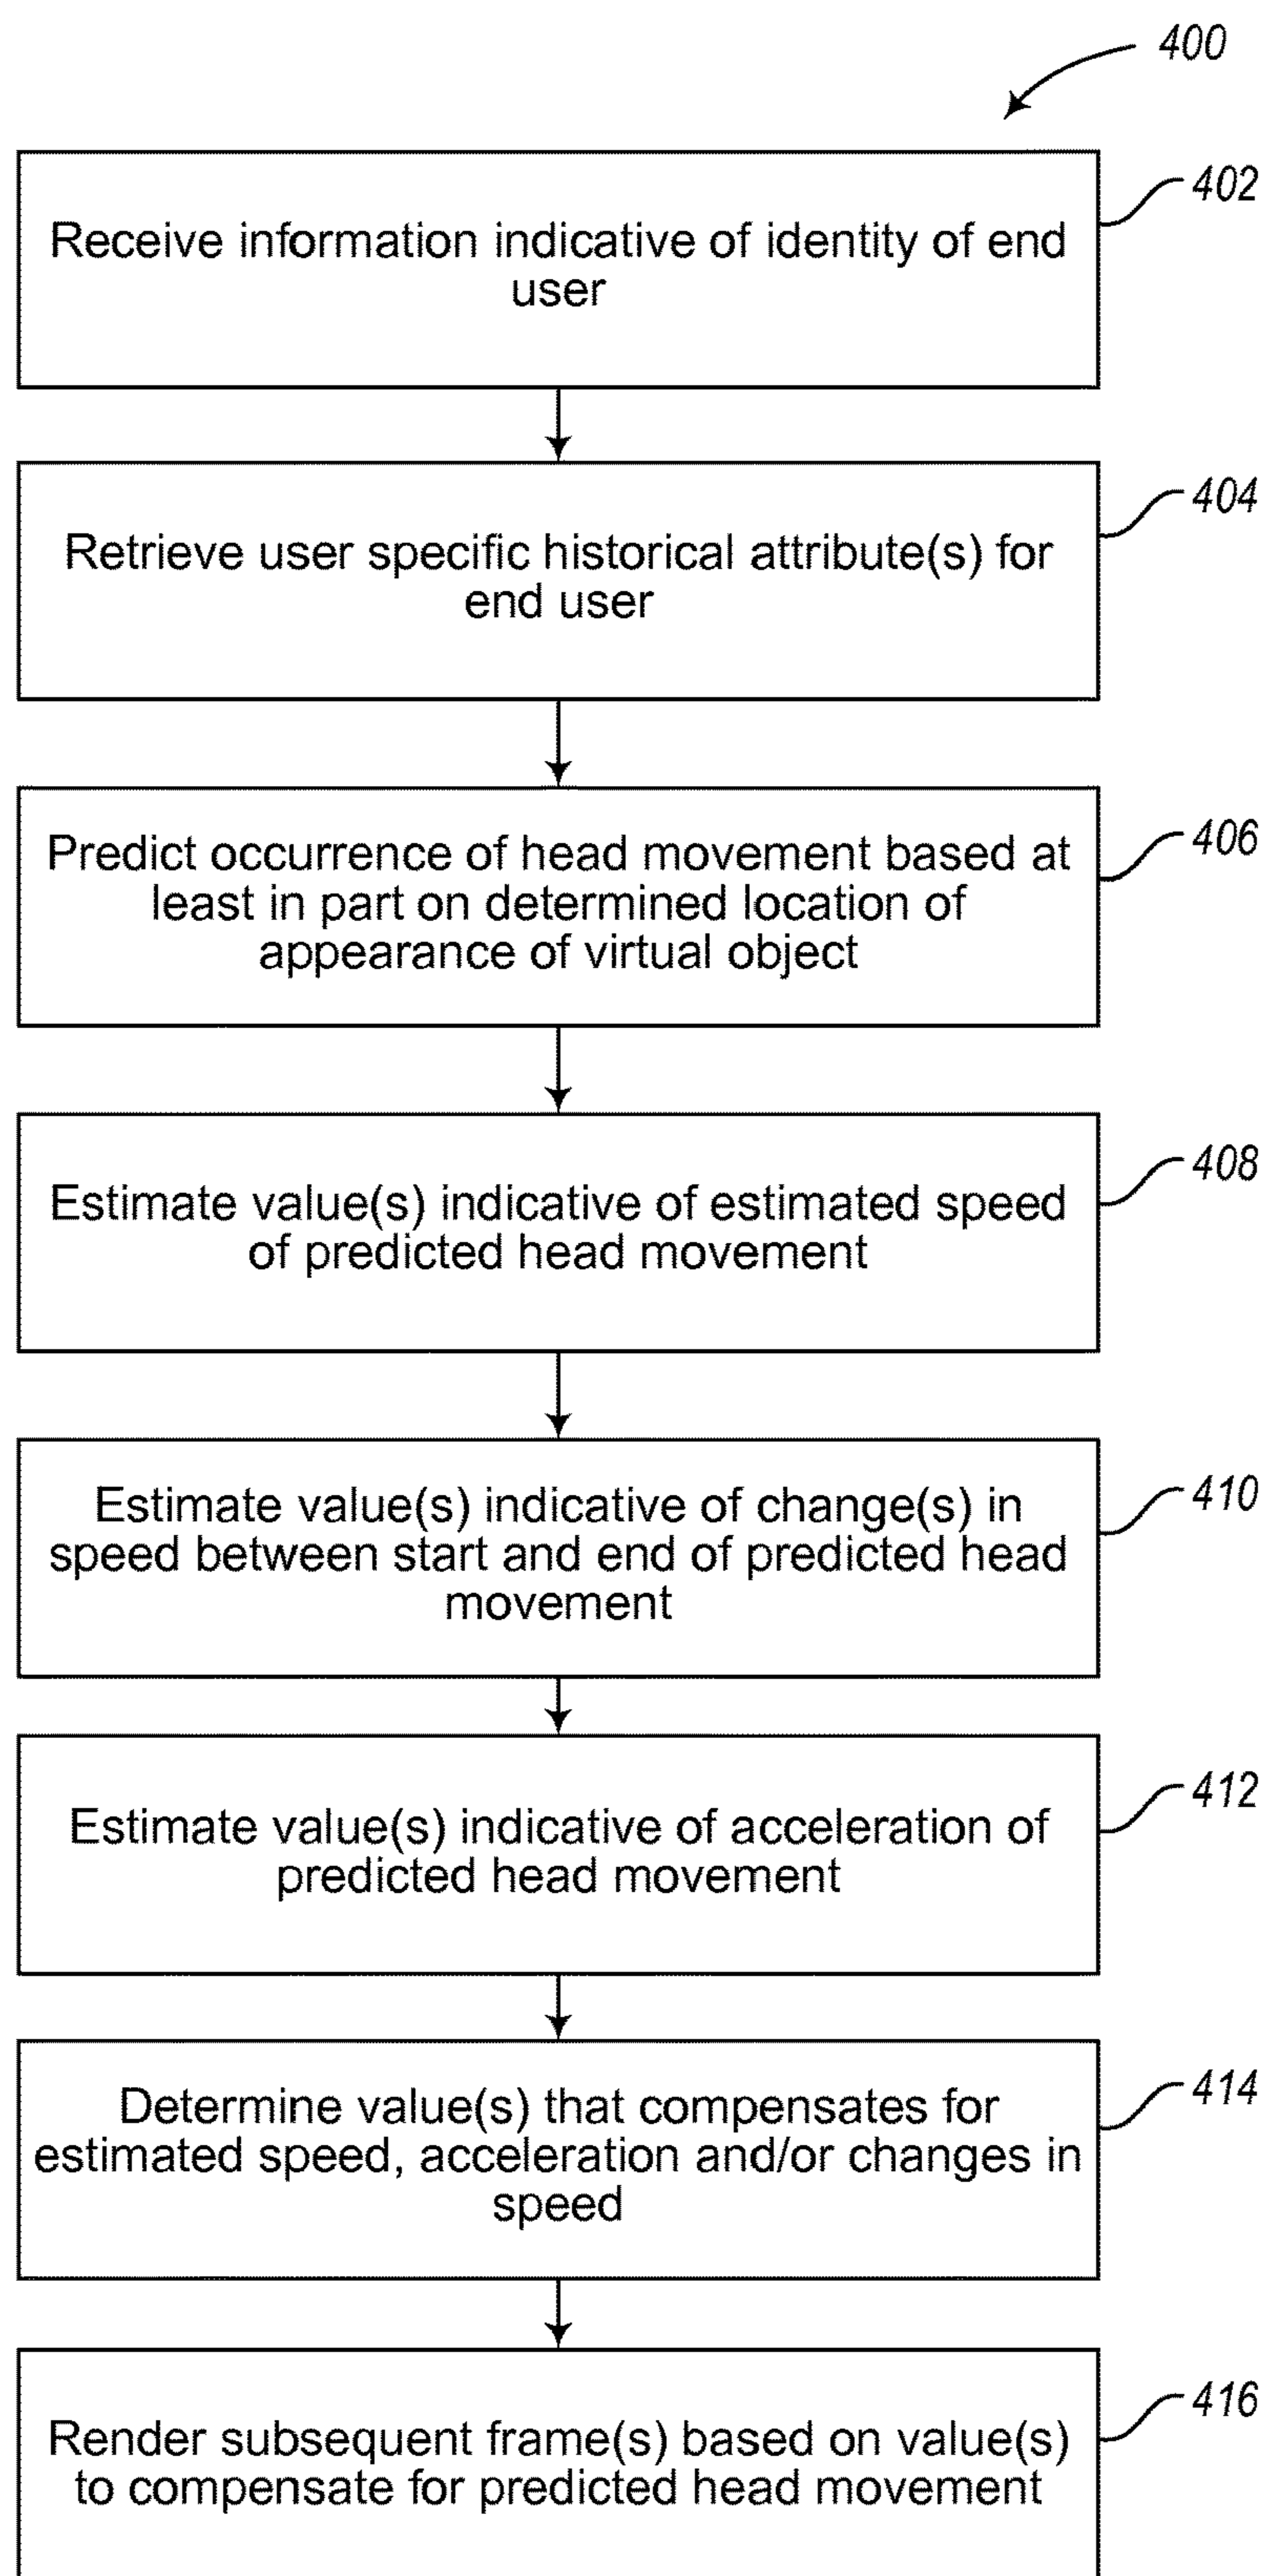 400
402
Receive information indicative of identity of end
user
404
Retrieve user specific historical attribute(s) for
end user
406
Predict occurrence of head movement based at
least in part on determined location of
appearance of virtual object
408
Estimate value(s) indicative of estimated speed
of predicted head movement
410
Estimate value(s) indicative of change(s) in
speed between start and end of predicted head
movement
412
Estimate value(s) indicative of acceleration of
predicted head movement
414
Determine value(s) that compensates for
estimated speed, acceleration and/or changes in
speed
416
Render subsequent frame(s) based on value(s)
to compensate for predicted head movement